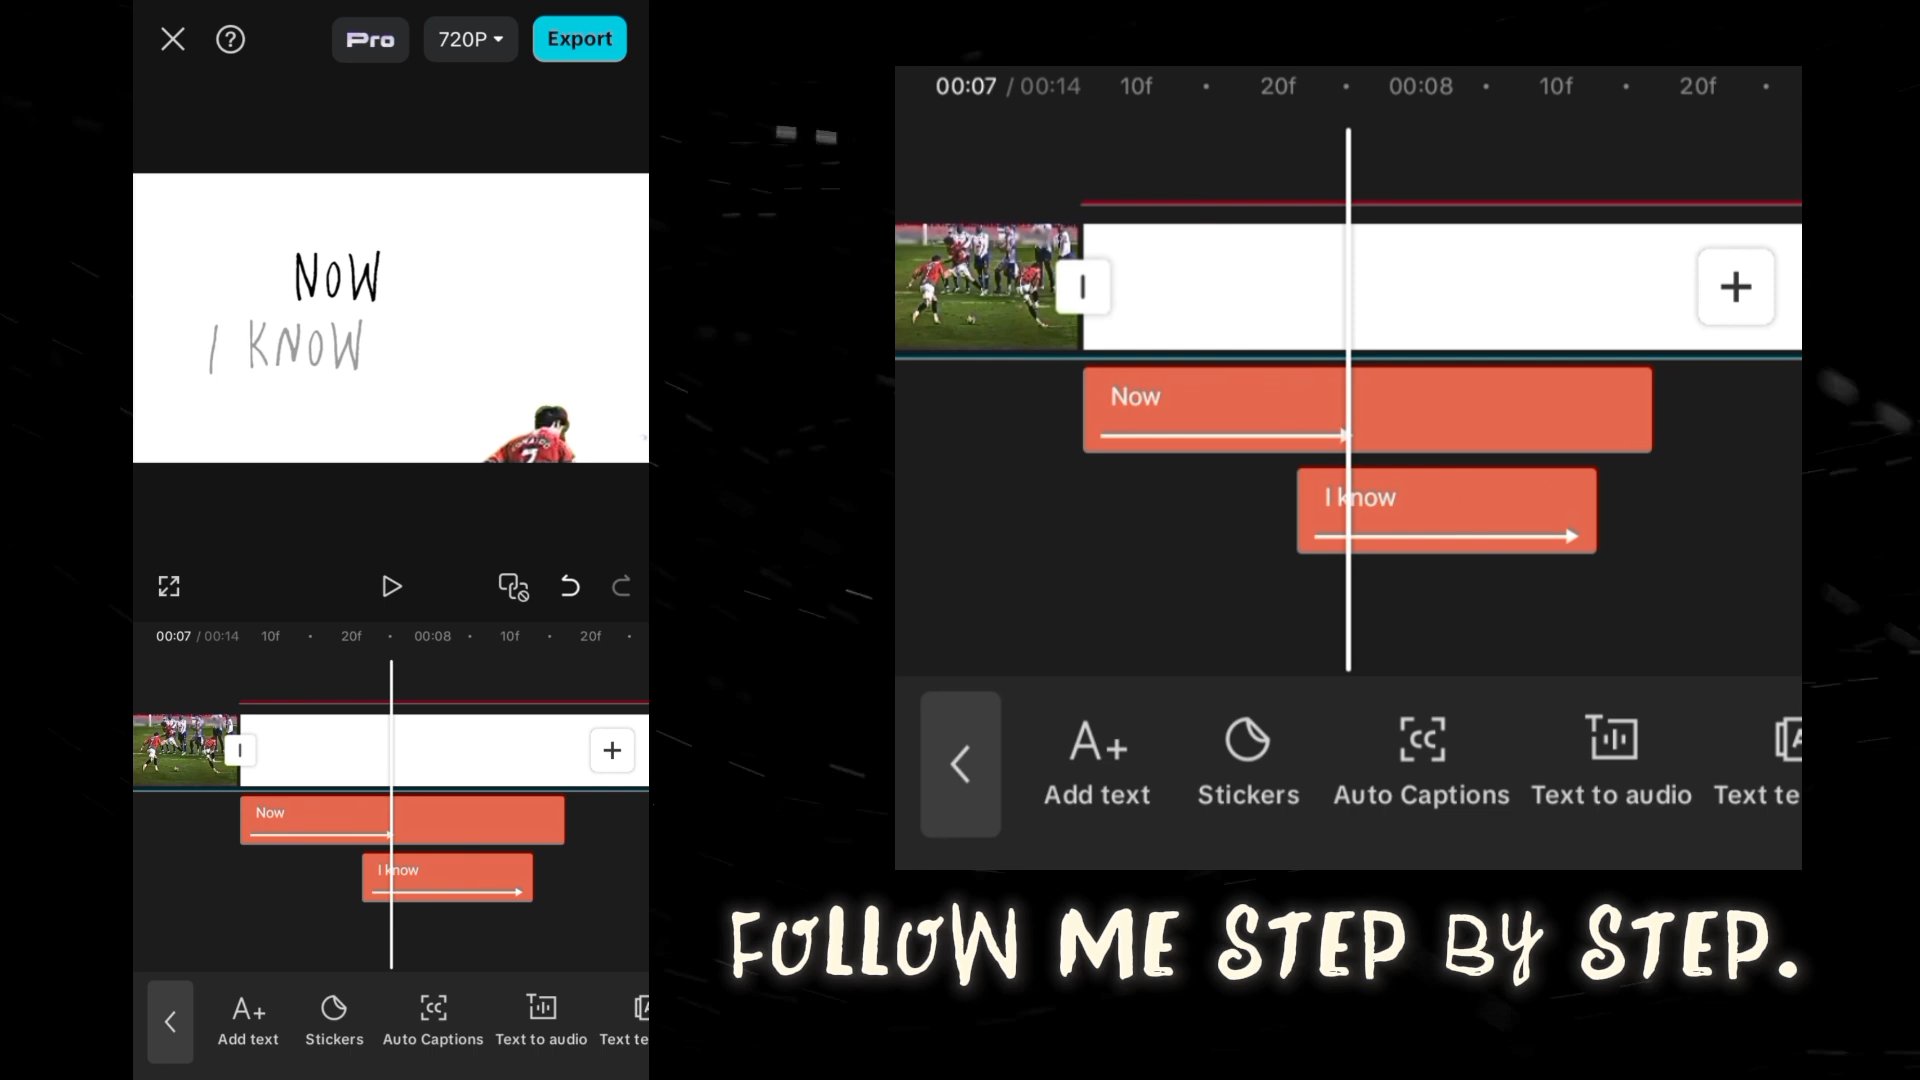 Pro 720P Export
NOW
I KNOW
RONALDO
7
00:07 / 00:14 10f 20f 00:08 10f 20f
Now
I know
Add text Stickers Auto Captions Text to audio Text te
00:07 / 00:14 10f 20f 00:08 10f 20f
Now
I know
Add text Stickers Auto Captions Text to audio Text te
FOLLOW ME STEP BY STEP.